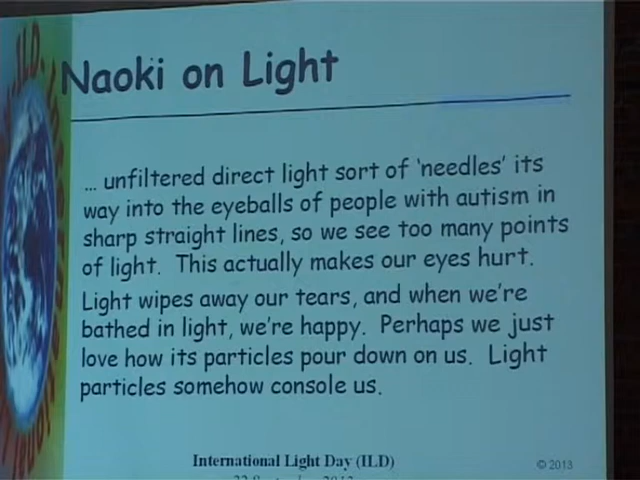 Naoki on Light
... unfiltered direct light sort of 'needles' its
way into the eyeballs of people with autism in
sharp straight lines, so we see too many points
of light. This actually makes our eyes hurt.
Light wipes away our tears, and when we're
bathed in light, we're happy. Perhaps we just
love how its particles pour down on us. Light
particles somehow console us.
International Light Day (ILD)
© 2013